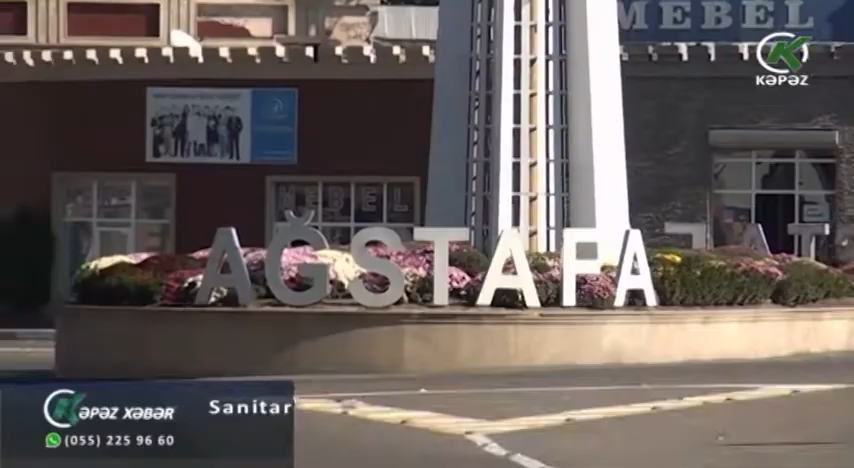 MEBEL
KƏPƏZ
MEBEL
AĞSTAFA
KƏPƏZ XƏBƏR
Sanitar
(055) 225 96 60